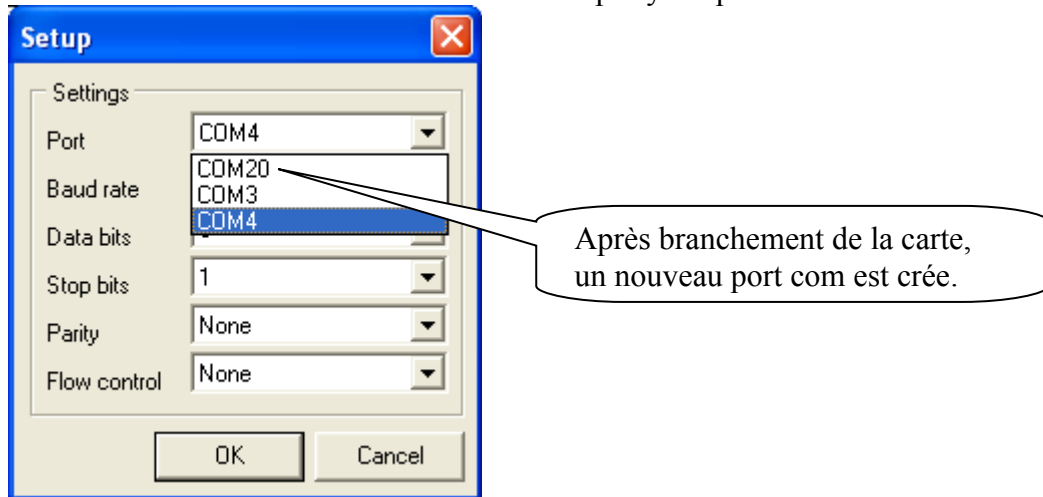 Setup
Settings
Port
COM4
COM20
COM3
COM4
Baud rate
Data bits
Stop bits
1
Parity
None
Flow control
None
OK
Cancel
Après branchement de la carte,
un nouveau port com est crée.